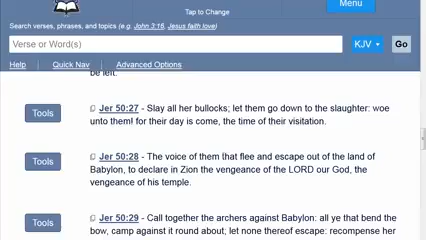 Menu
Tap to Change
Search verses, phrases, and topics (e.g. John 3:16, Jesus faith love)
Verse or Word(s)
KJV
Go
Help | Quick Nav | Advanced Options
be left.
Tools
Jer 50:27 - Slay all her bullocks; let them go down to the slaughter: woe
unto them! for their day is come, the time of their visitation.
Tools
Jer 50:28 - The voice of them that flee and escape out of the land of
Babylon, to declare in Zion the vengeance of the LORD our God, the
vengeance of his temple.
Tools
Jer 50:29 - Call together the archers against Babylon: all ye that bend the
bow, camp against it round about; let none thereof escape: recompense her